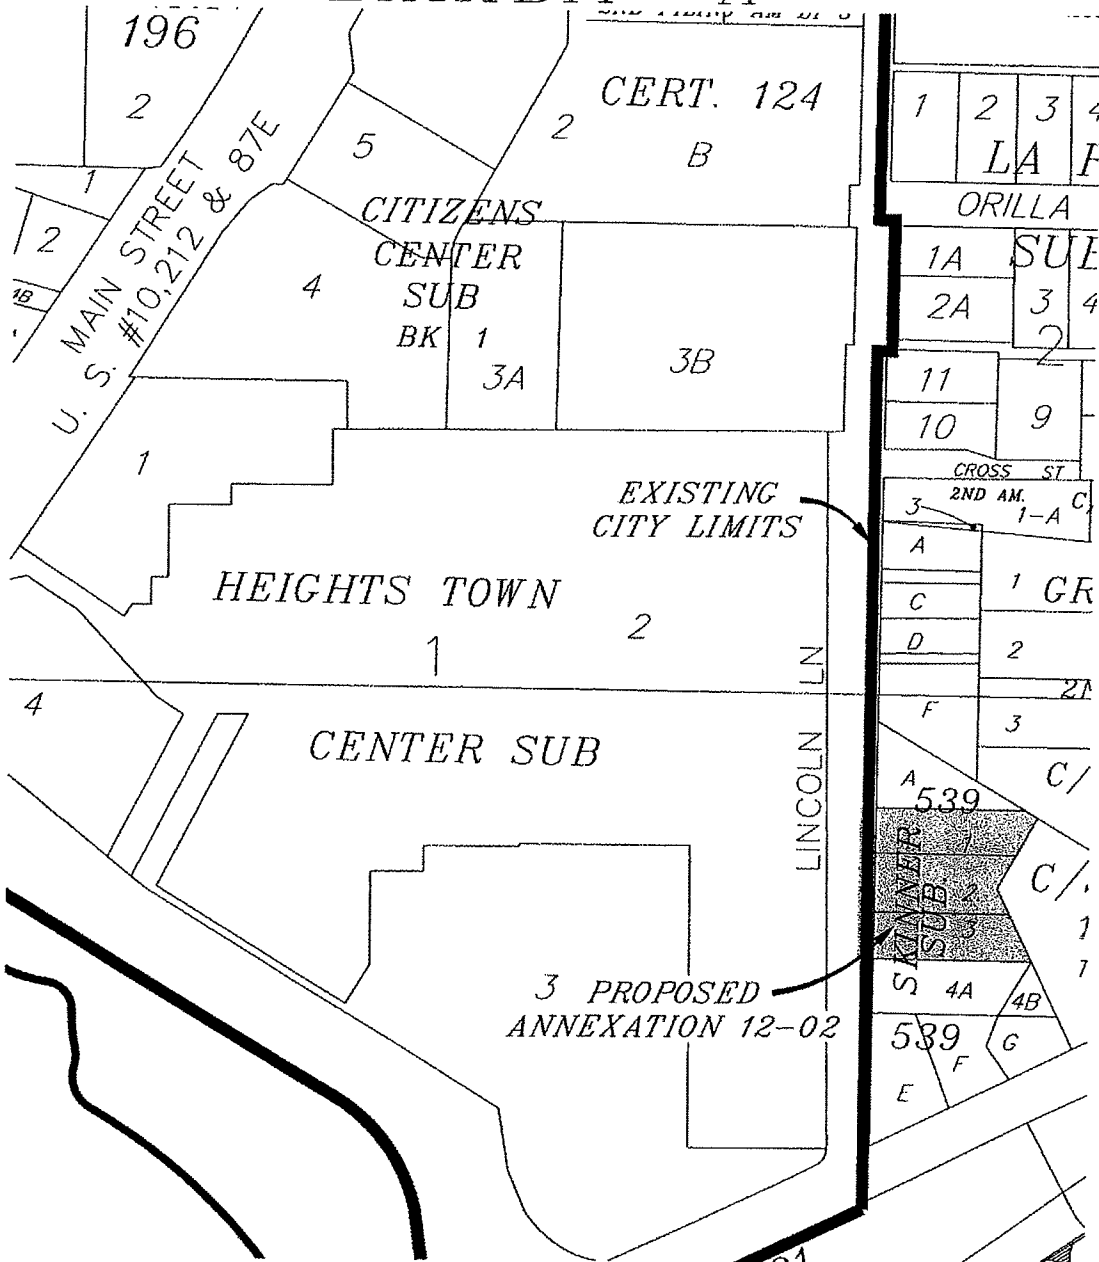 196
2
1
2
4B
MAIN STREET
U. S. #10,212 & 87E
5
2
CERT. 124
B
1 2 3 4
LA
ORILLA
CITIZENS
CENTER
SUB
BK 1
4
3A
3B
1A
2A
3 4
2
11
10
9
CROSS ST
2ND AM.
3
1-A
A
C
D
F
1
2
3
GR
C/
EXISTING
CITY LIMITS
1
HEIGHTS TOWN
1
2
4
CENTER SUB
LINCOLN LN
A
539
1
2
3
SKINNER
SUB.
C/
1
3 PROPOSED
ANNEXATION 12-02
4A
4B
539
E
F
G